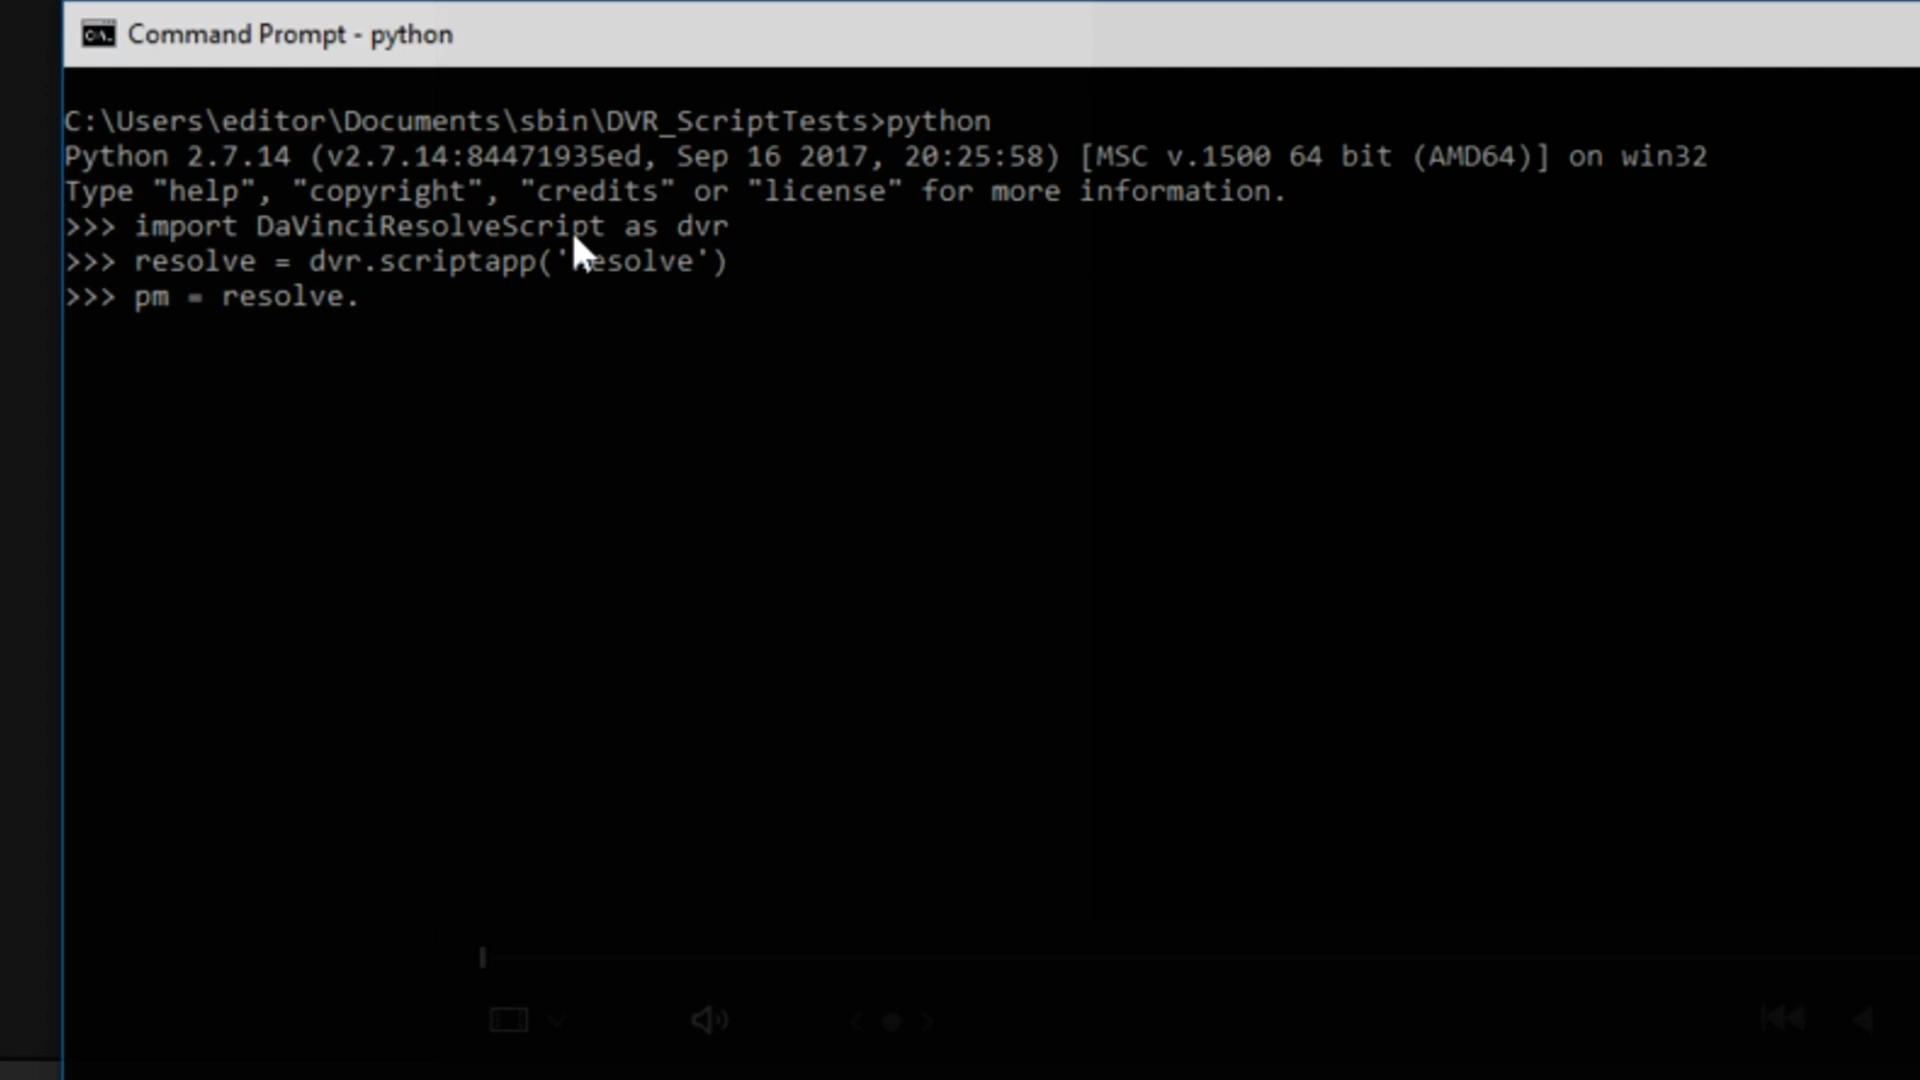 Command Prompt - python
C:\Users\editor\Documents\sbin\DVR_ScriptTests>python
Python 2.7.14 (v2.7.14:84471935ed, Sep 16 2017, 20:25:58) [MSC v.1500 64 bit (AMD64)] on win32
Type "help", "copyright", "credits" or "license" for more information.
>>> import DaVinciResolveScript as dvr
>>> resolve = dvr.scriptapp('Resolve')
>>> pm = resolve.